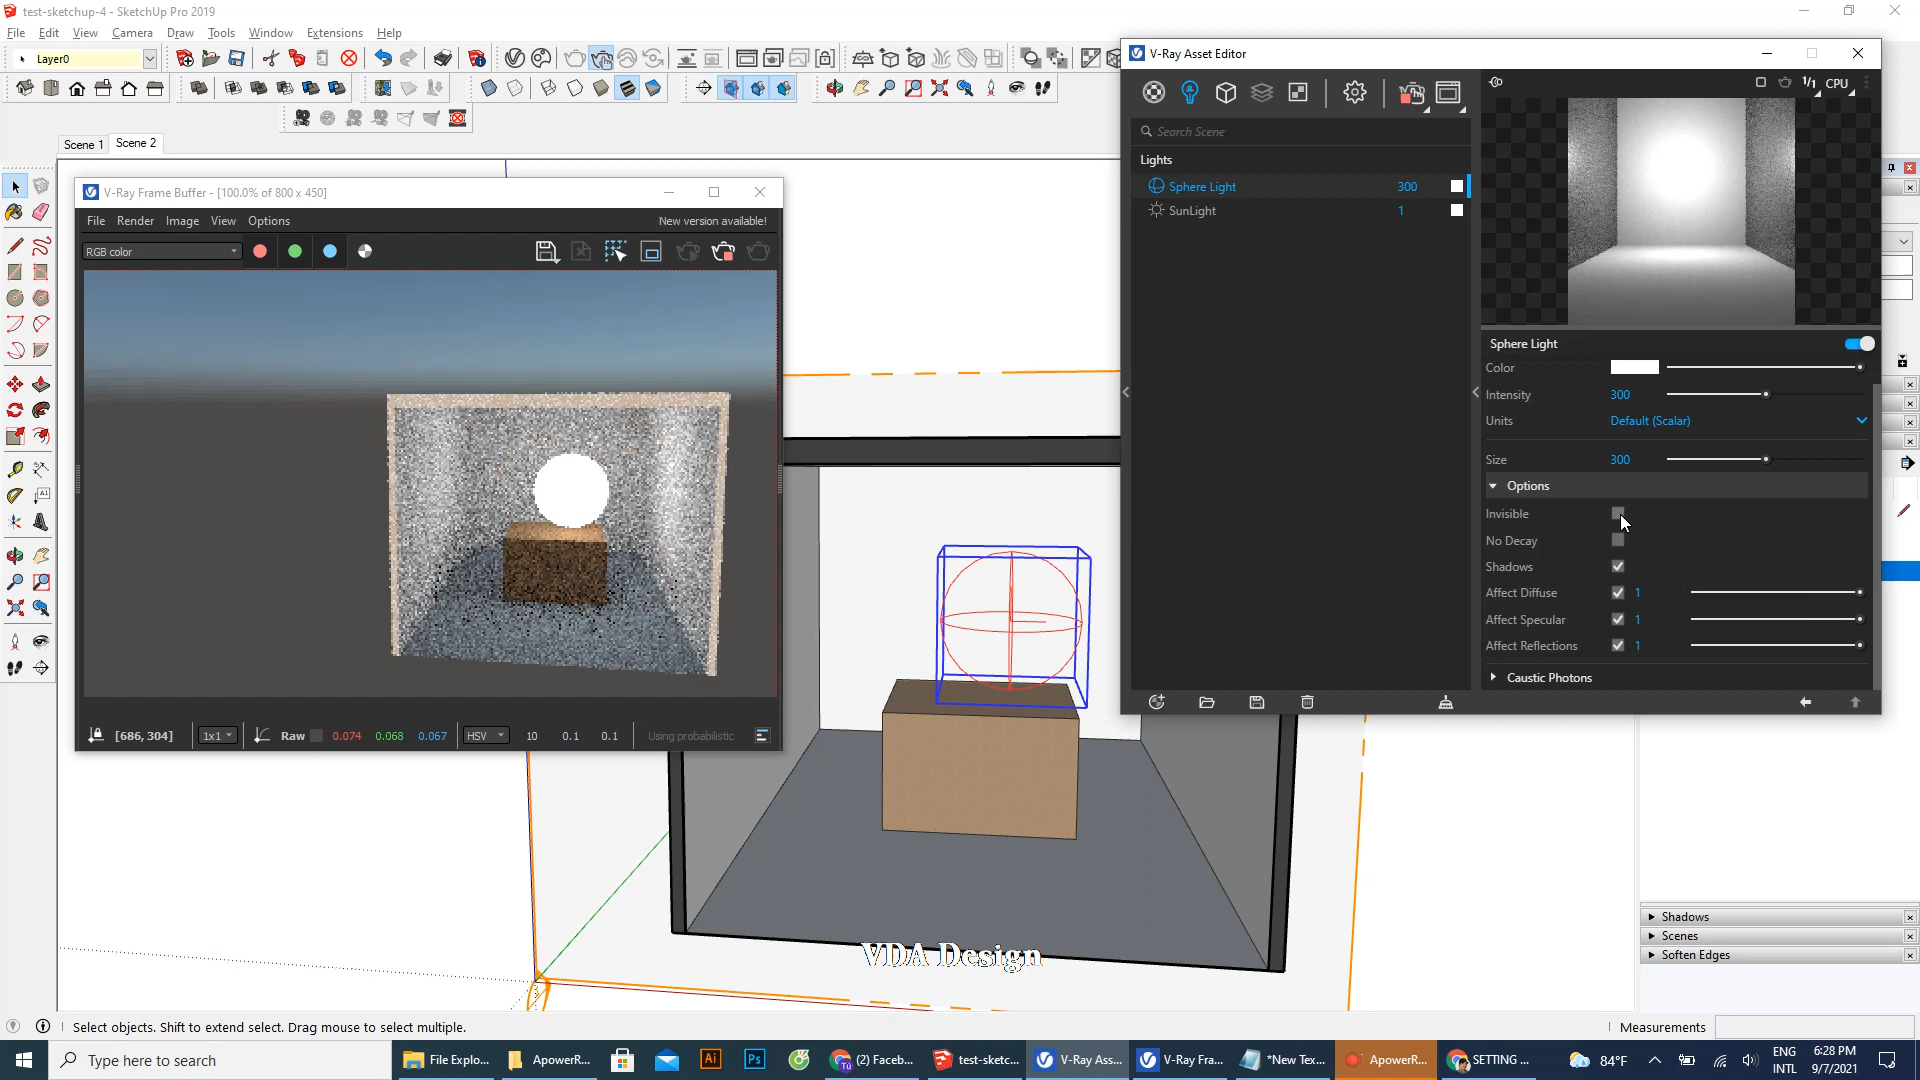 test-sketchup-4 - SketchUp Pro 2019
File Edit View Camera Draw Tools Window Extensions Help
Layer0
Scene 1 Scene 2
V-Ray Frame Buffer - [100.0% of 800 x 450]
File Render Image View Options New version available!
RGB color
[686, 304] 1x1 Raw 0.074 0.068 0.067 HSV 10 0.1 0.1 Using probabilistic
V-Ray Asset Editor
1/1 CPU
Search Scene
Lights
Sphere Light 300
SunLight 1
Sphere Light
Color
Intensity 300
Units Default (Scalar)
Size 300
Options
Invisible
No Decay
Shadows
Affect Diffuse 1
Affect Specular 1
Affect Reflections 1
Caustic Photons
A1
VDA Design
Shadows
Scenes
Soften Edges
Select objects. Shift to extend select. Drag mouse to select multiple. Measurements
Type here to search
File Explo...
ApowerR...
Ai
Ps
(2) Faceb...
test-sketc...
V-Ray Ass...
V-Ray Fra...
*New Tex...
ApowerR...
SETTING ...
84°F
ENG
INTL
6:28 PM
9/7/2021